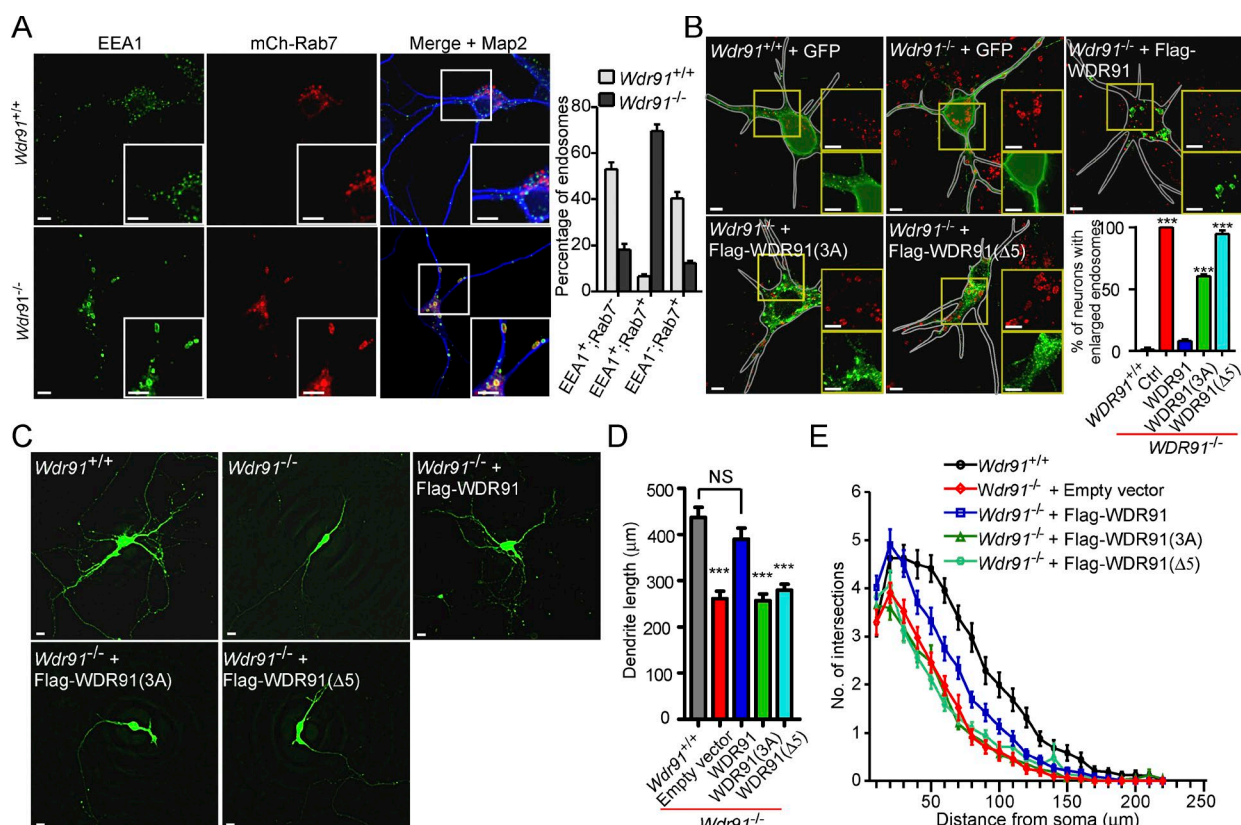 A
EEA1
mCh-Rab7
Merge + Map2
Wdr91+/+
Wdr91-/-
Wdr91+/+
Wdr91-/-
80
60
40
20
0
Percentage of endosomes
EEA1+;Rab7-
EEA1+;Rab7+
EEA1-;Rab7+
B
Wdr91+/+ + GFP
Wdr91-/- + GFP
Wdr91-/- + Flag-
WDR91
Wdr91-/-
+ Flag-WDR91(3A)
Wdr91-/-
+ Flag-WDR91(Δ5)
% of neurons with
enlarged endosomes
100
50
0
***
***
***
WDR91+/+
Ctrl
WDR91
WDR91(3A)
WDR91(Δ5)
WDR91-/-
C
Wdr91+/+
Wdr91-/-
Wdr91-/- +
Flag-WDR91
Wdr91-/- +
Flag-WDR91(3A)
Wdr91-/- +
Flag-WDR91(Δ5)
D
NS
500
400
300
200
100
0
Dendrite length (μm)
***
***
***
Wdr91+/+
Empty vector
WDR91
WDR91(3A)
WDR91(Δ5)
Wdr91-/-
E
Wdr91+/+
Wdr91-/- + Empty vector
Wdr91-/- + Flag-WDR91
Wdr91-/- + Flag-WDR91(3A)
Wdr91-/- + Flag-WDR91(Δ5)
6
5
4
3
2
1
0
No. of intersections
50
100
150
200
250
Distance from soma (μm)